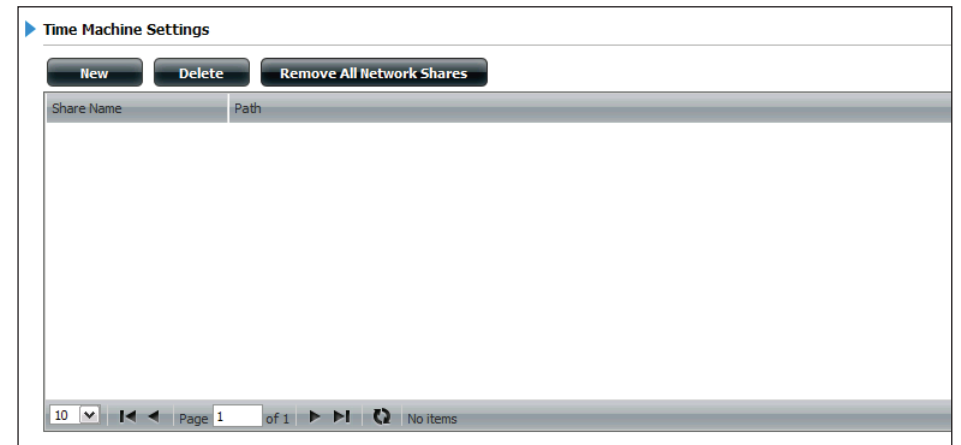 Time Machine Settings
New Delete Remove All Network Shares
Share Name Path
10 Page 1 of 1 No items